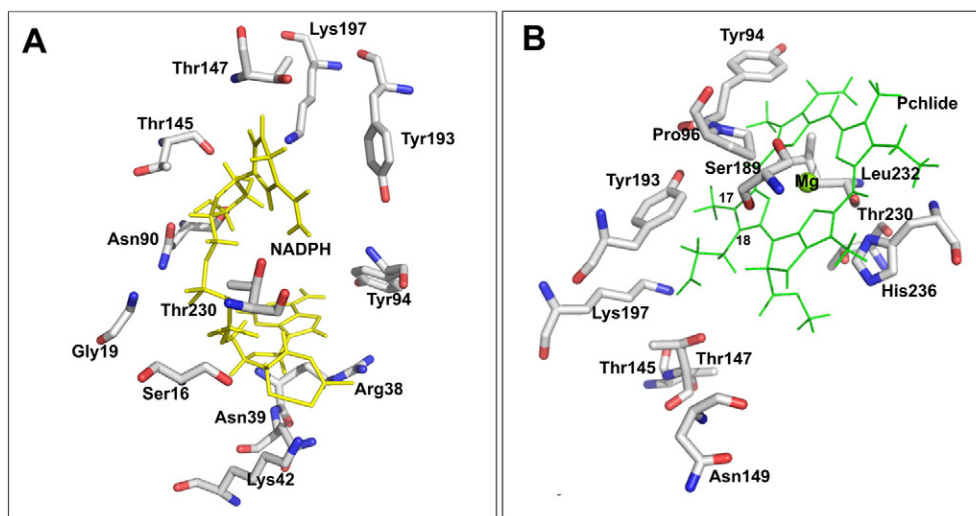 A
Lys197
Thr147
Thr145
Tyr193
Asn90
NADPH
Thr230
Tyr94
Gly19
Ser16
Arg38
Asn39
Lys42
B
Tyr94
Pchlide
Pro96
Ser189
Mg
Leu232
Tyr193
17
Thr230
18
His236
Lys197
Thr145
Thr147
Asn149